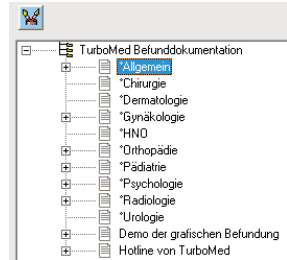 TurboMed Befunddokumentation
*Allgemein
*Chirurgie
*Dermatologie
*Gynäkologie
*HNO
*Orthopädie
*Pädiatrie
*Psychologie
*Radiologie
*Urologie
Demo der grafischen Befundung
Hotline von TurboMed